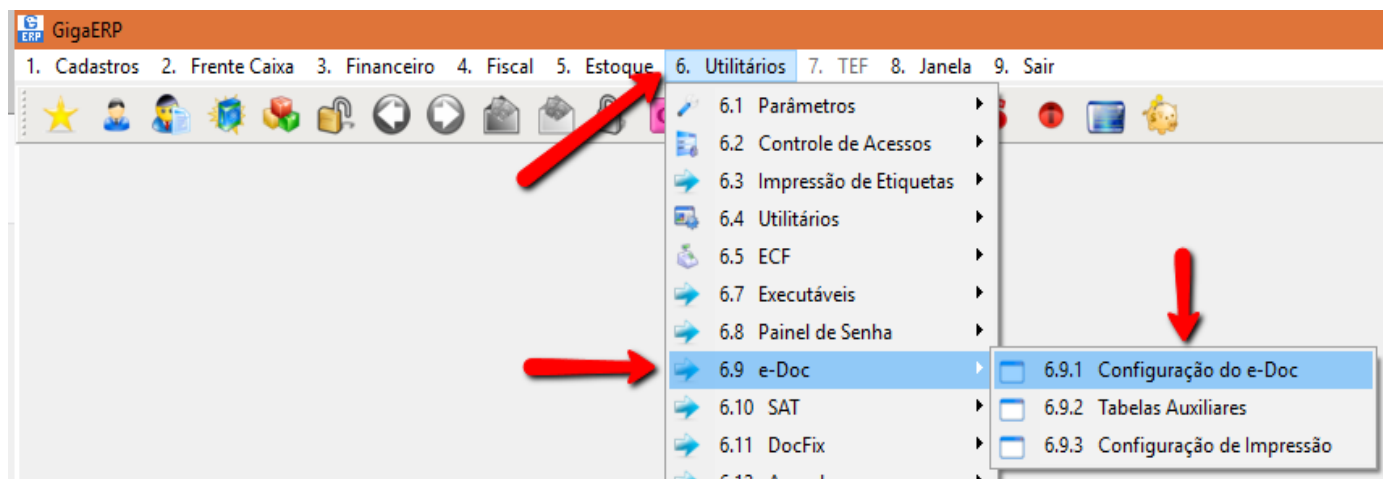 G
ERP GigaERP
1. Cadastros 2. Frente Caixa 3. Financeiro 4. Fiscal 5. Estoque 6. Utilitários 7. TEF 8. Janela 9. Sair
6.1 Parâmetros
6.2 Controle de Acessos
6.3 Impressão de Etiquetas
6.4 Utilitários
6.5 ECF
6.7 Executáveis
6.8 Painel de Senha
6.9 e-Doc
6.9.1 Configuração do e-Doc
6.10 SAT
6.9.2 Tabelas Auxiliares
6.11 DocFix
6.9.3 Configuração de Impressão